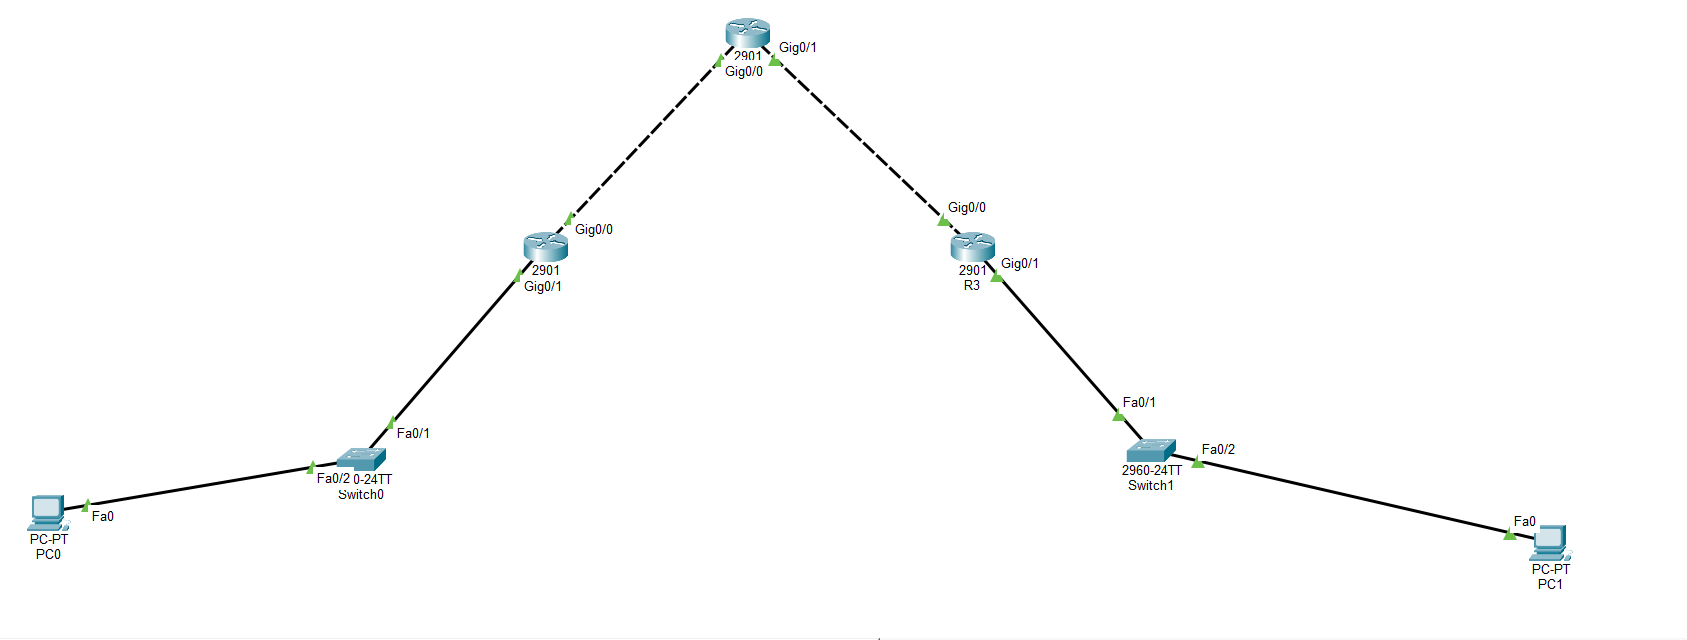 Gig0/1
2901
Gig0/0
Gig0/0
2901
Gig0/1
Gig0/0
2901
Gig0/1
R3
Fa0/1
Fa0/2 0-24TT
Switch0
Fa0
PC-PT
PC0
Fa0/1
Fa0/2
2960-24TT
Switch1
Fa0
PC-PT
PC1